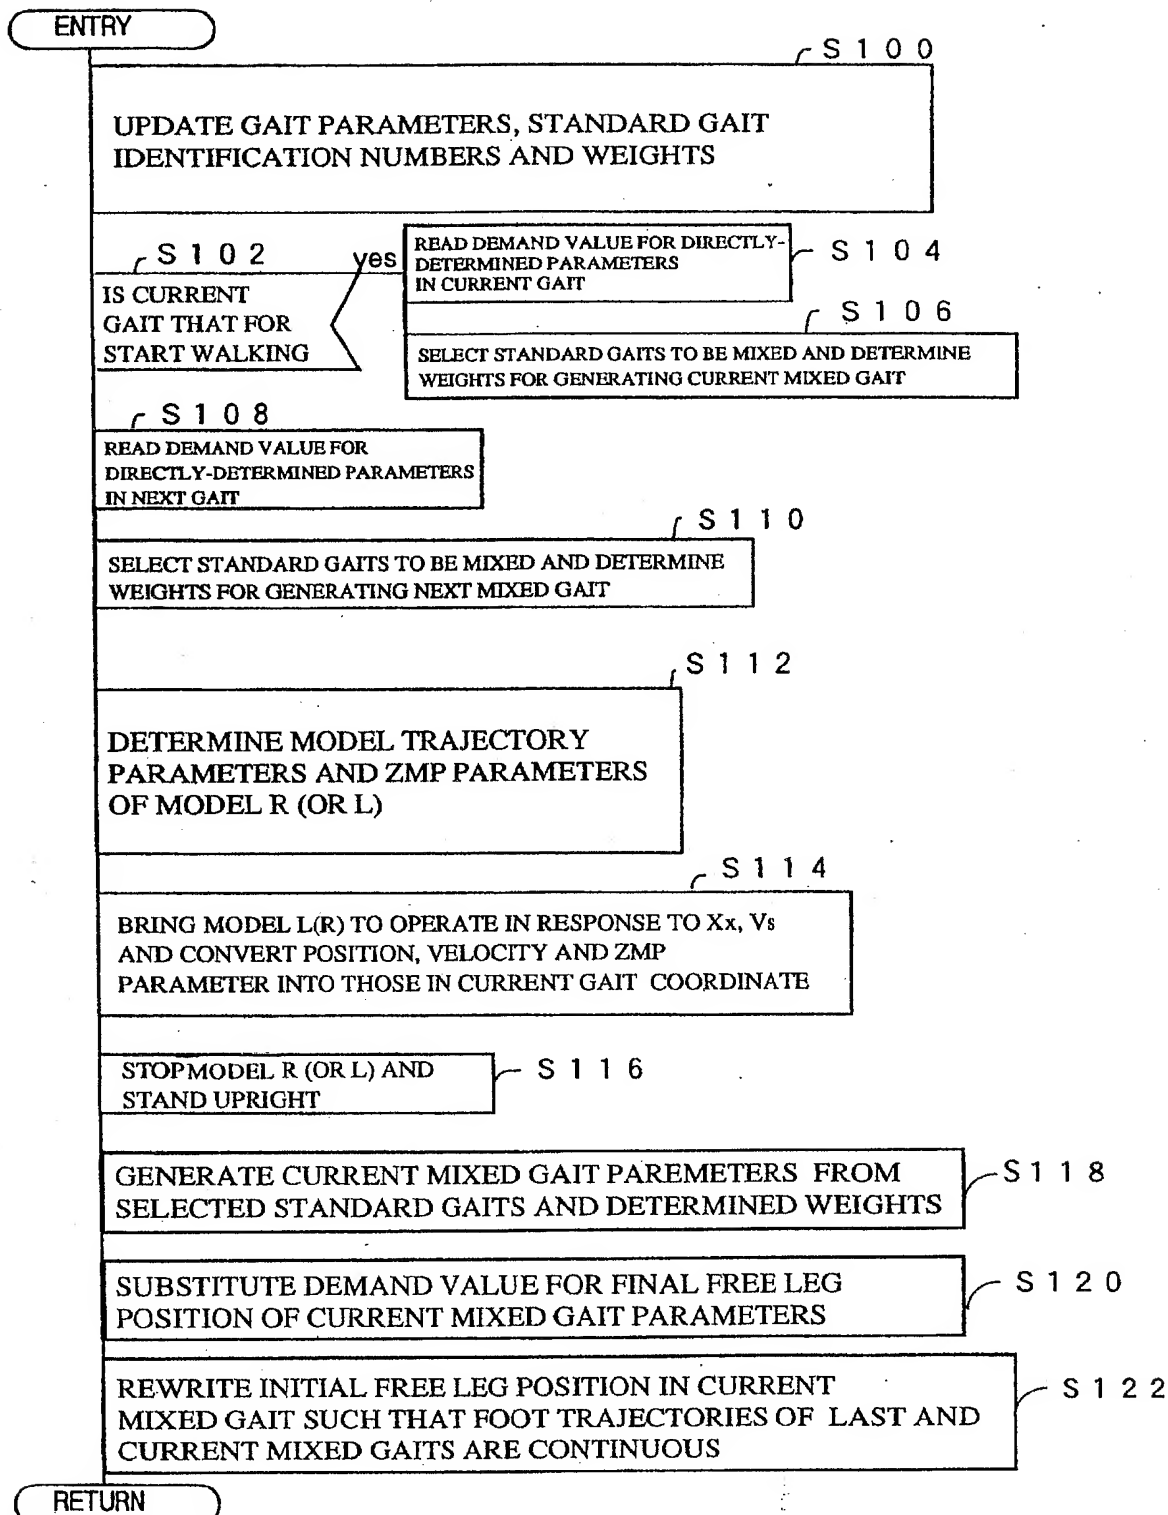 ENTRY
S100
UPDATE GAIT PARAMETERS, STANDARD GAIT
IDENTIFICATION NUMBERS AND WEIGHTS
S102
IS CURRENT
GAIT THAT FOR
START WALKING
yes
READ DEMAND VALUE FOR DIRECTLY-
DETERMINED PARAMETERS
IN CURRENT GAIT
S104
S106
SELECT STANDARD GAITS TO BE MIXED AND DETERMINE
WEIGHTS FOR GENERATING CURRENT MIXED GAIT
S108
READ DEMAND VALUE FOR
DIRECTLY-DETERMINED PARAMETERS
IN NEXT GAIT
S110
SELECT STANDARD GAITS TO BE MIXED AND DETERMINE
WEIGHTS FOR GENERATING NEXT MIXED GAIT
S112
DETERMINE MODEL TRAJECTORY
PARAMETERS AND ZMP PARAMETERS
OF MODEL R (OR L)
S114
BRING MODEL L(R) TO OPERATE IN RESPONSE TO Xx, Vs
AND CONVERT POSITION, VELOCITY AND ZMP
PARAMETER INTO THOSE IN CURRENT GAIT COORDINATE
STOPMODEL R (OR L) AND
STAND UPRIGHT
S116
GENERATE CURRENT MIXED GAIT PAREMETERS FROM
SELECTED STANDARD GAITS AND DETERMINED WEIGHTS
S118
SUBSTITUTE DEMAND VALUE FOR FINAL FREE LEG
POSITION OF CURRENT MIXED GAIT PARAMETERS
S120
REWRITE INITIAL FREE LEG POSITION IN CURRENT
MIXED GAIT SUCH THAT FOOT TRAJECTORIES OF LAST AND
CURRENT MIXED GAITS ARE CONTINUOUS
S122
RETURN